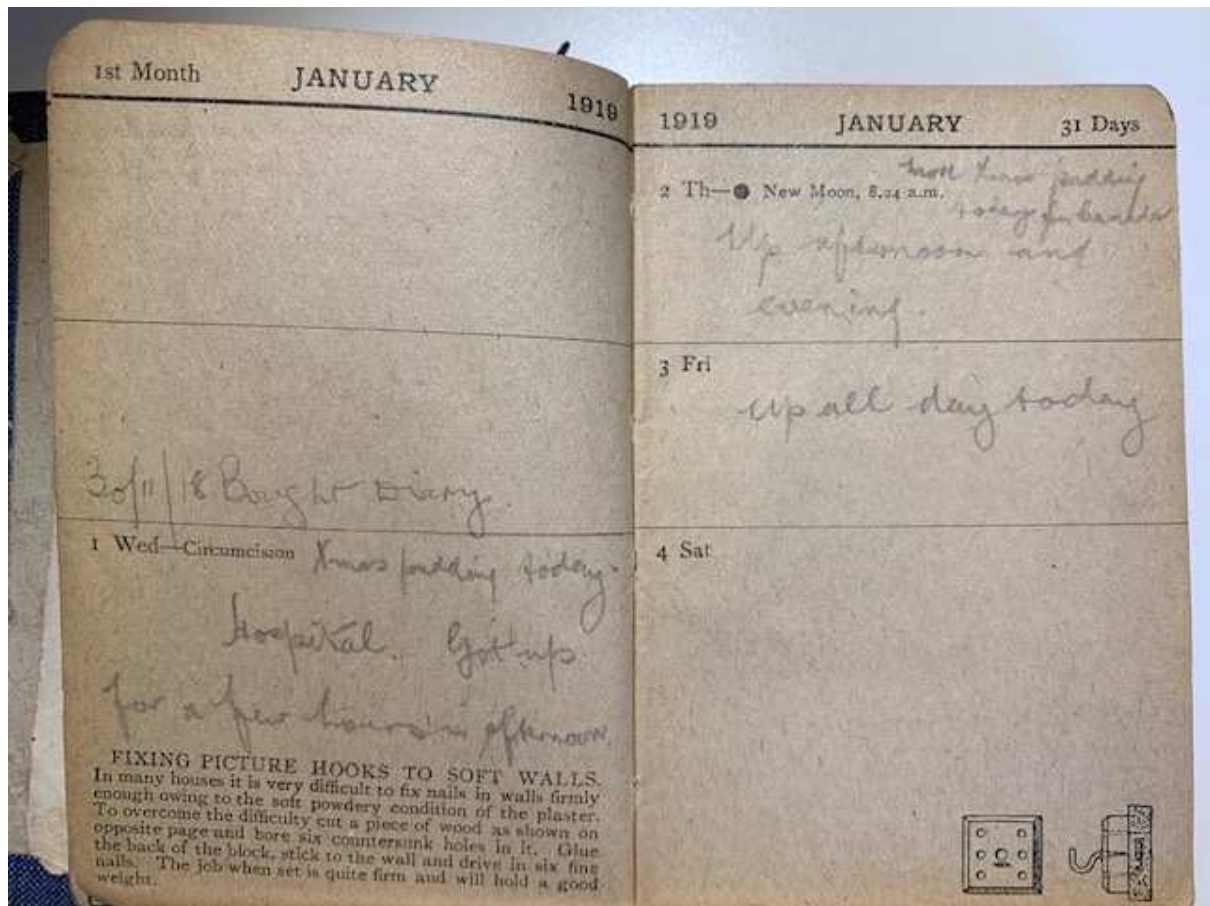 1st Month JANUARY 1919
30/11/18 Bought Diary.
1 Wed—Circumcision Xmas pudding today.
Hospital. Got up
for a few hours in afternoon.
FIXING PICTURE HOOKS TO SOFT WALLS.
In many houses it is very difficult to fix nails in walls firmly
enough owing to the soft powdery condition of the plaster.
To overcome the difficulty cut a piece of wood as shown on
opposite page and bore six countersunk holes in it. Glue
the back of the block, stick to the wall and drive in six fine
nails. The job when set is quite firm and will hold a good
weight.
1919 JANUARY 31 Days
Xmas pudding
2 Th—● New Moon, 8.24 a.m.
today
Up afternoon and
evening.
3 Fri
Up all day today
4 Sat